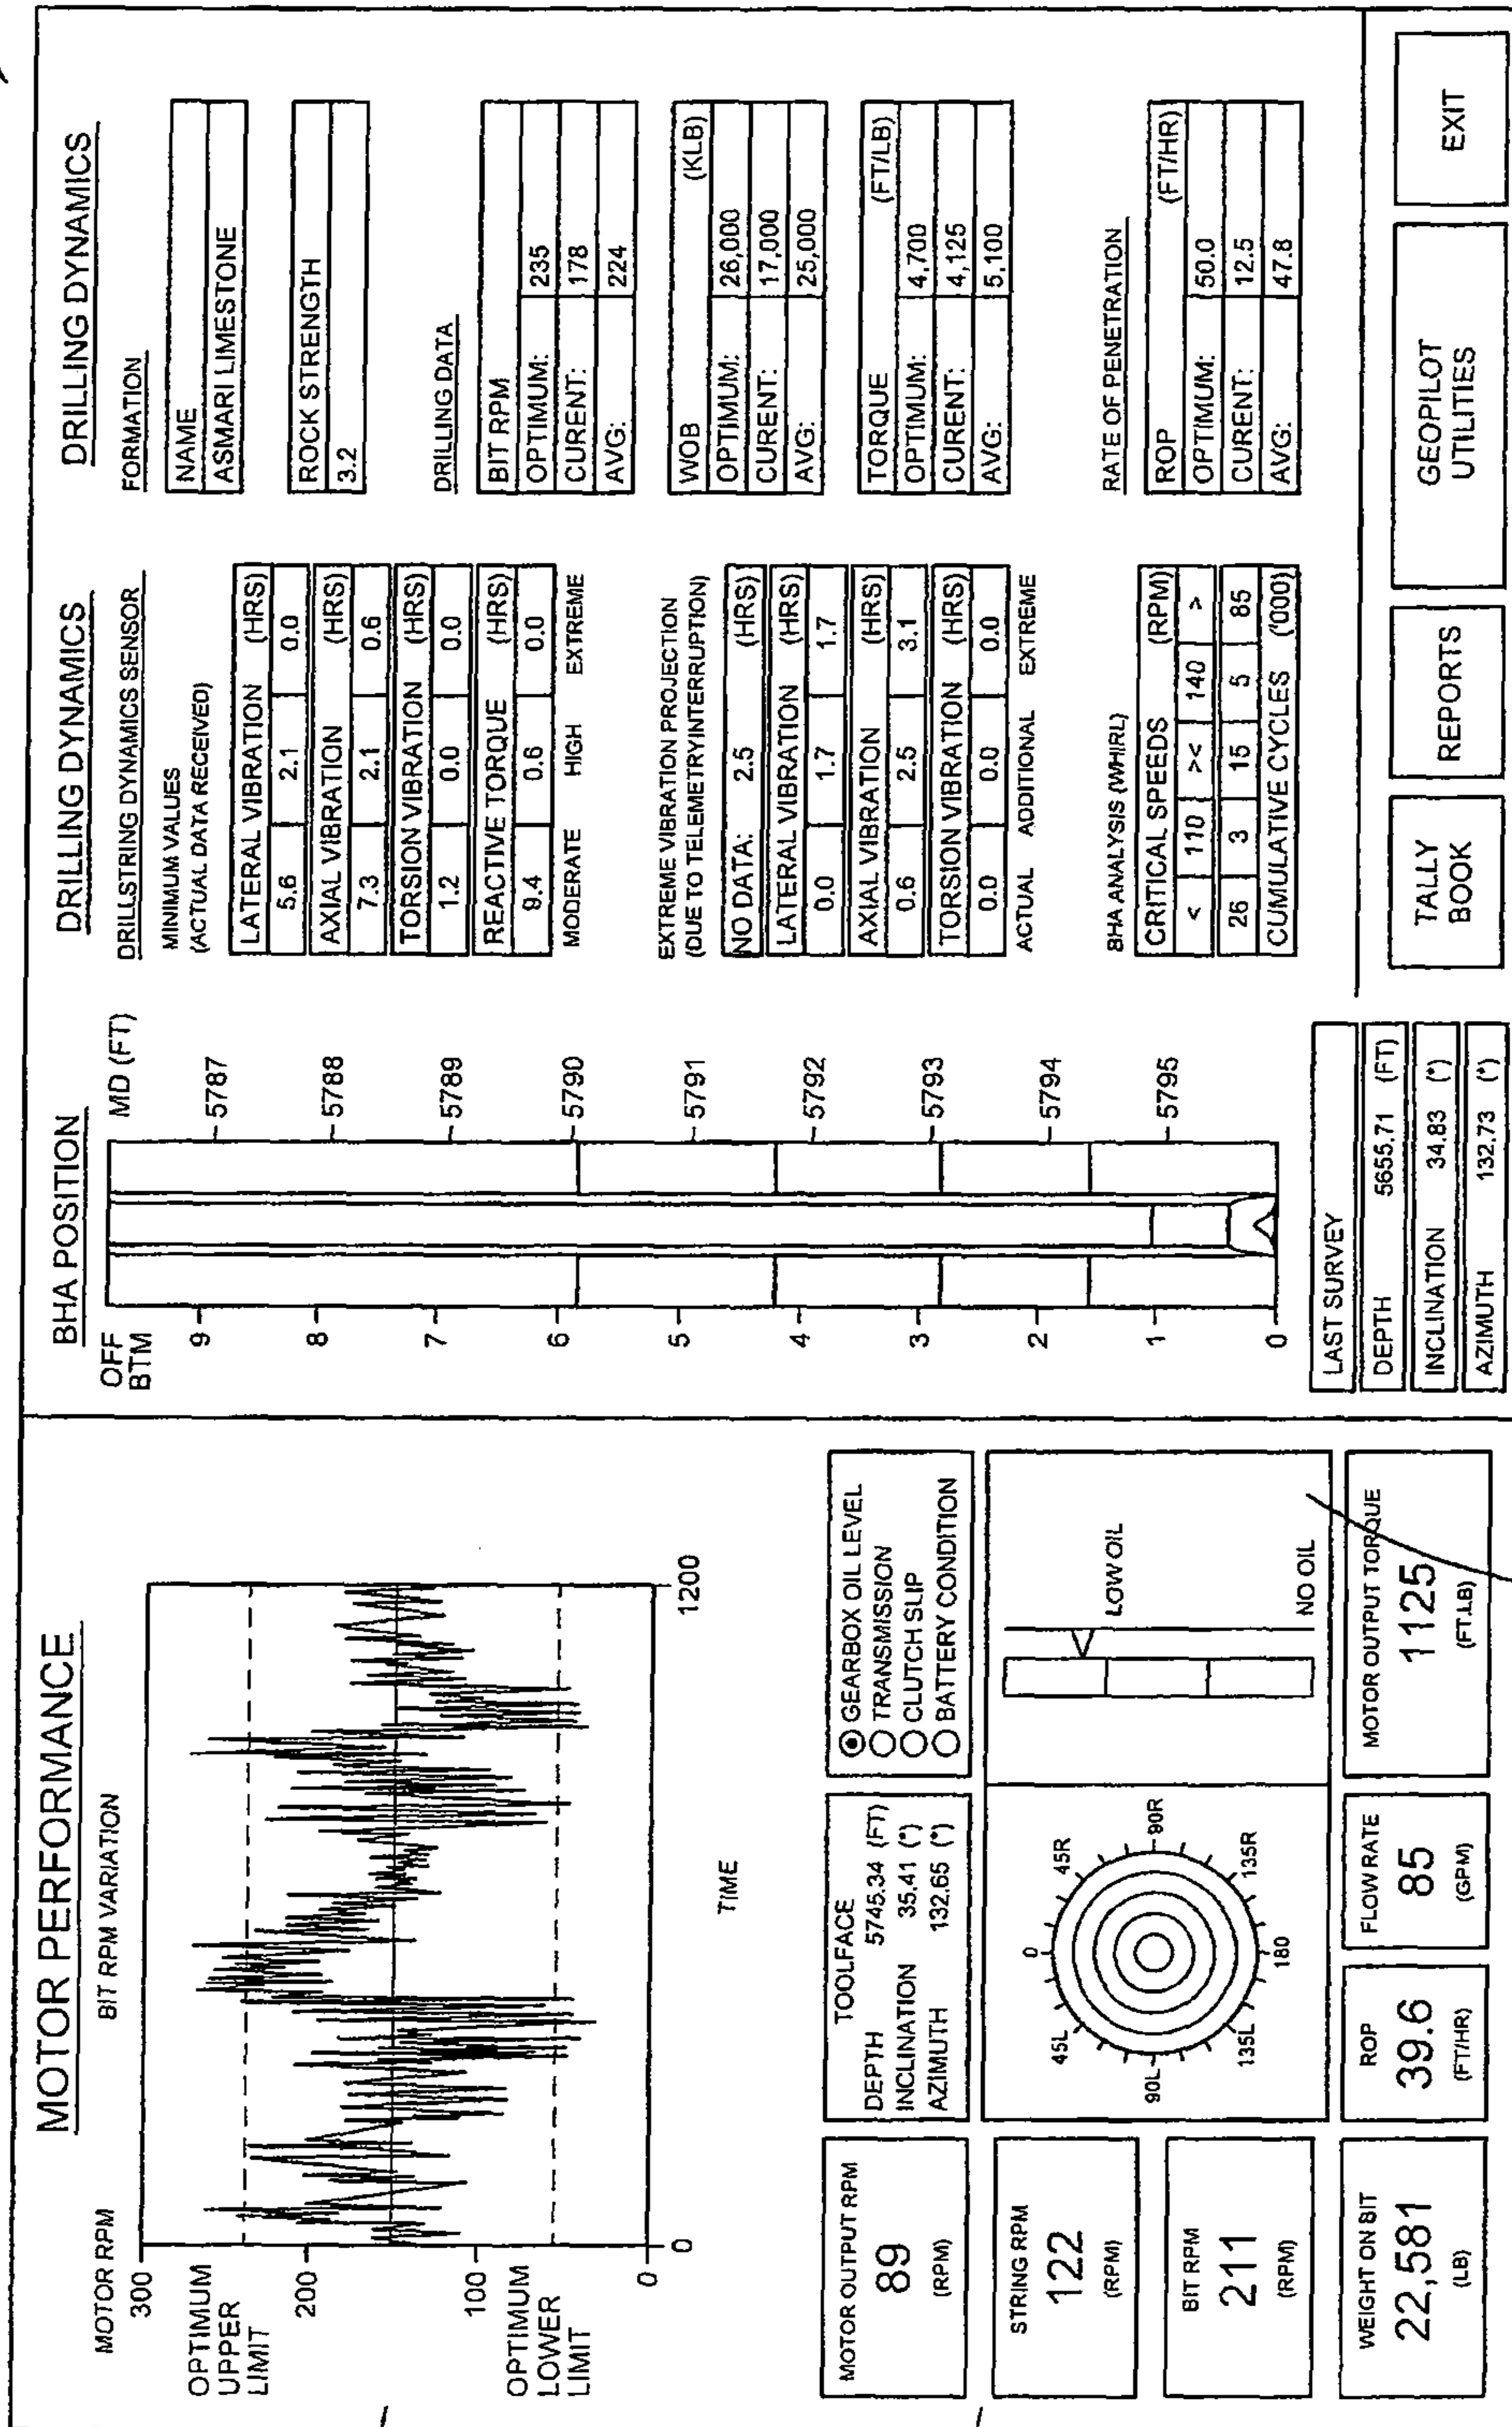 MOTOR PERFORMANCE
MOTOR RPM
BIT RPM VARIATION
300
OPTIMUM
UPPER
LIMIT
200
100
OPTIMUM
LOWER
LIMIT
0
0
1200
TIME
MOTOR OUTPUT RPM
89
(RPM)
STRING RPM
122
(RPM)
BIT RPM
211
(RPM)
WEIGHT ON BIT
22,581
(LB)
TOOLFACE
DEPTH 5745.34 (FT)
INCLINATION 35.41 (°)
AZIMUTH 132.65 (°)
GEARBOX OIL LEVEL
TRANSMISSION
CLUTCH SLIP
BATTERY CONDITION
0
45L
45R
90L
90R
135L
135R
180
LOW OIL
NO OIL
ROP
39.6
(FT/HR)
FLOW RATE
85
(GPM)
MOTOR OUTPUT TORQUE
1125
(FT.LB)
BHA POSITION
OFF
BTM
MD (FT)
9
8
7
6
5
4
3
2
1
0
5787
5788
5789
5790
5791
5792
5793
5794
5795
LAST SURVEY
DEPTH 5655.71 (FT)
INCLINATION 34.83 (°)
AZIMUTH 132.73 (°)
DRILLING DYNAMICS
DRILLSTRING DYNAMICS SENSOR
MINIMUM VALUES
(ACTUAL DATA RECEIVED)
LATERAL VIBRATION (HRS)
5.6 2.1 0.0
AXIAL VIBRATION (HRS)
7.3 2.1 0.6
TORSION VIBRATION (HRS)
1.2 0.0 0.0
REACTIVE TORQUE (HRS)
9.4 0.6 0.0
MODERATE HIGH EXTREME
EXTREME VIBRATION PROJECTION
(DUE TO TELEMETRYINTERRUPTION)
NO DATA: 2.5 (HRS)
LATERAL VIBRATION (HRS)
0.0 1.7 1.7
AXIAL VIBRATION (HRS)
0.6 2.5 3.1
TORSION VIBRATION (HRS)
0.0 0.0 0.0
ACTUAL ADDITIONAL EXTREME
BHA ANALYSIS (WHIRL)
CRITICAL SPEEDS (RPM)
< 110 >< 140 >
26 3 15 5 85
CUMULATIVE CYCLES ('000)
DRILLING DYNAMICS
FORMATION
NAME
ASMARI LIMESTONE
ROCK STRENGTH
3.2
DRILLING DATA
BIT RPM
OPTIMUM: 235
CURENT: 178
AVG: 224
WOB (KLB)
OPTIMUM: 26,000
CURENT: 17,000
AVG: 25,000
TORQUE (FT/LB)
OPTIMUM: 4,700
CURENT: 4,125
AVG: 5,100
RATE OF PENETRATION
ROP (FT/HR)
OPTIMUM: 50.0
CURENT: 12.5
AVG: 47.8
TALLY
BOOK
REPORTS
GEOPILOT
UTILITIES
EXIT